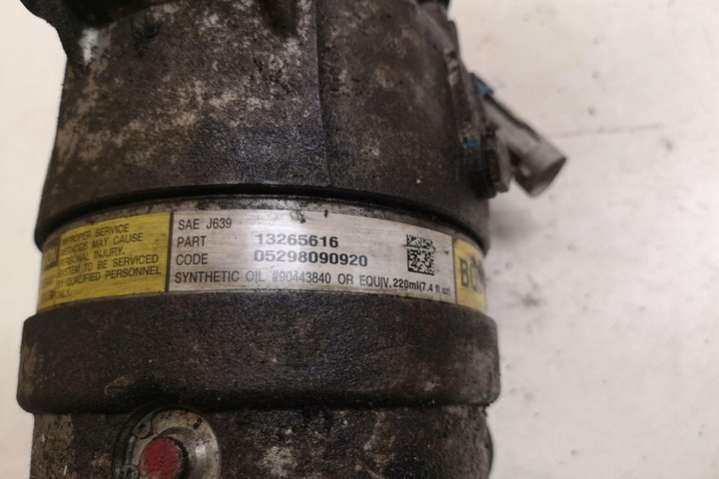 IMPROPER SERVICE
METHODS MAY CAUSE
PERSONAL INJURY.
SYSTEM TO BE SERVICED
BY QUALIFIED PERSONNEL
ONLY.
SAE J639
PART 13265616
CODE 05298090920
SYNTHETIC OIL #90443840 OR EQUIV. 220ml(7.4 fl.oz)